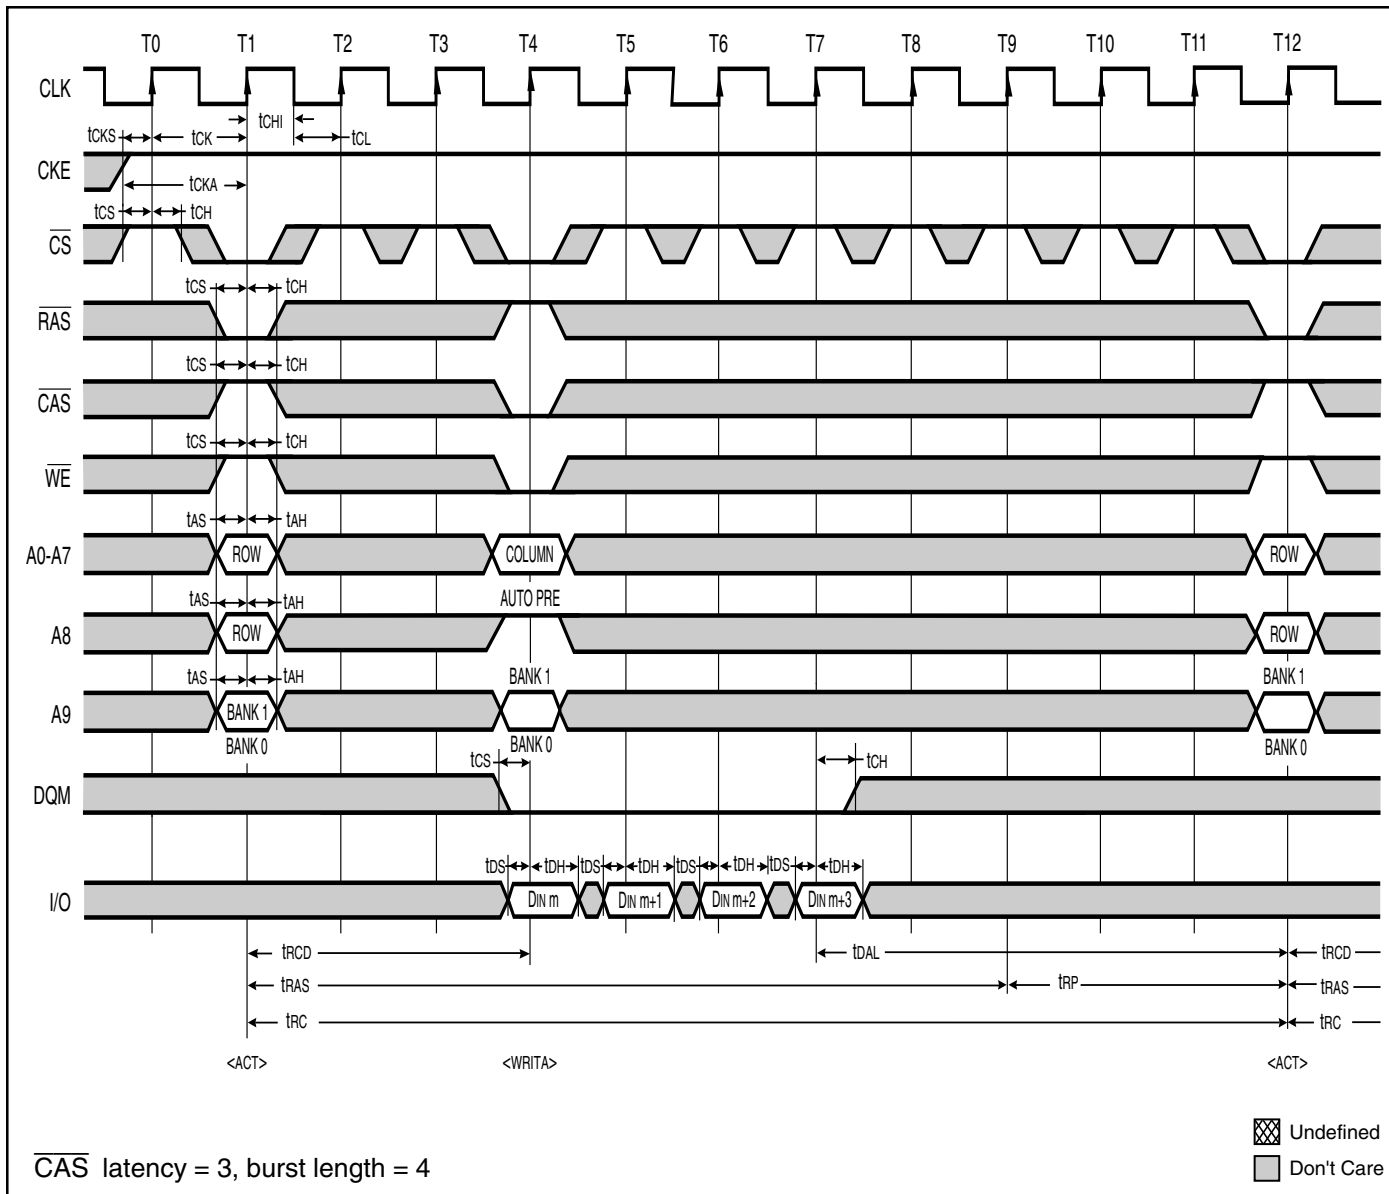 T0 T1 T2 T3 T4 T5 T6 T7 T8 T9 T10 T11 T12
CLK
tCHI
tCKS tCK tCL
CKE
tCKA
tCS tCH
CS
tCS tCH
RAS
tCS tCH
CAS
tCS tCH
WE
tAS tAH
A0-A7 ROW COLUMN ROW
tAS tAH AUTO PRE
A8 ROW ROW
tAS tAH BANK 1 BANK 1
A9 BANK 1
BANK 0 BANK 0 BANK 0
tCS tCH
DQM
tDS tDH tDS tDH tDS tDH tDS tDH
I/O DIN m DIN m+1 DIN m+2 DIN m+3
tRCD tDAL tRCD
tRAS tRP tRAS
tRC tRC
<ACT> <WRITA> <ACT>
Undefined
CAS latency = 3, burst length = 4
Don't Care